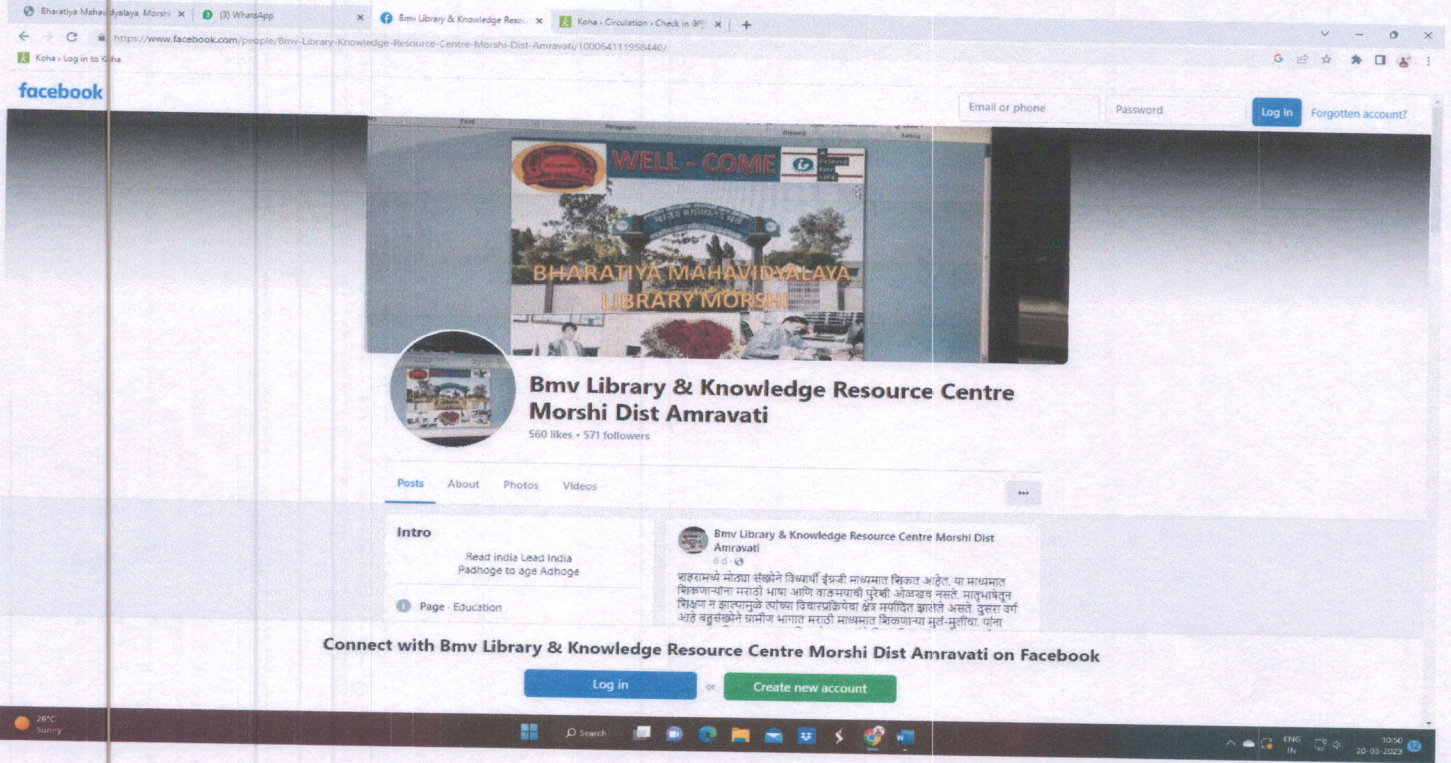 Bharatiya Mahavidyalaya, Morshi
(3) WhatsApp
Bmv Library & Knowledge Resou
Koha › Circulation › Check in
https://www.facebook.com/people/Bmv-Library-Knowledge-Resource-Centre-Morshi-Dist-Amravati/100064111958440/
Koha › Log in to Koha
facebook
Email or phone
Password
Log in
Forgotten account?
Paragraph
Editing
WELL - COME
BHARATIYA MAHAVIDYALAYA
LIBRARY MORSHI
Bmv Library & Knowledge Resource Centre
Morshi Dist Amravati
560 likes • 571 followers
Posts
About
Photos
Videos
Intro
Read india Lead India
Padhoge to age Adhoge
Page · Education
Bmv Library & Knowledge Resource Centre Morshi Dist
Amravati
6 d
शहरामध्ये मोठ्या संख्येने विध्यार्थी इंग्रजी माध्यमात शिकत आहेत. या माध्यमात
शिकणाऱ्यांना मराठी भाषा आणि वाङमयाची पुरेशी ओळखच नसते. मातृभाषेतून
शिक्षण न झाल्यामुळे त्यांच्या विचारप्रक्रियेचा क्षेत्र मर्यादित झालेले असते. दुसरा वर्ग
आहे बहुसंख्येने ग्रामीण भागात मराठी माध्यमात शिकणाऱ्या मुलं-मुलींचा. यांना
Connect with Bmv Library & Knowledge Resource Centre Morshi Dist Amravati on Facebook
Log in
or
Create new account
26°C
Sunny
Search
ENG
IN
10:50
20-03-2023
12